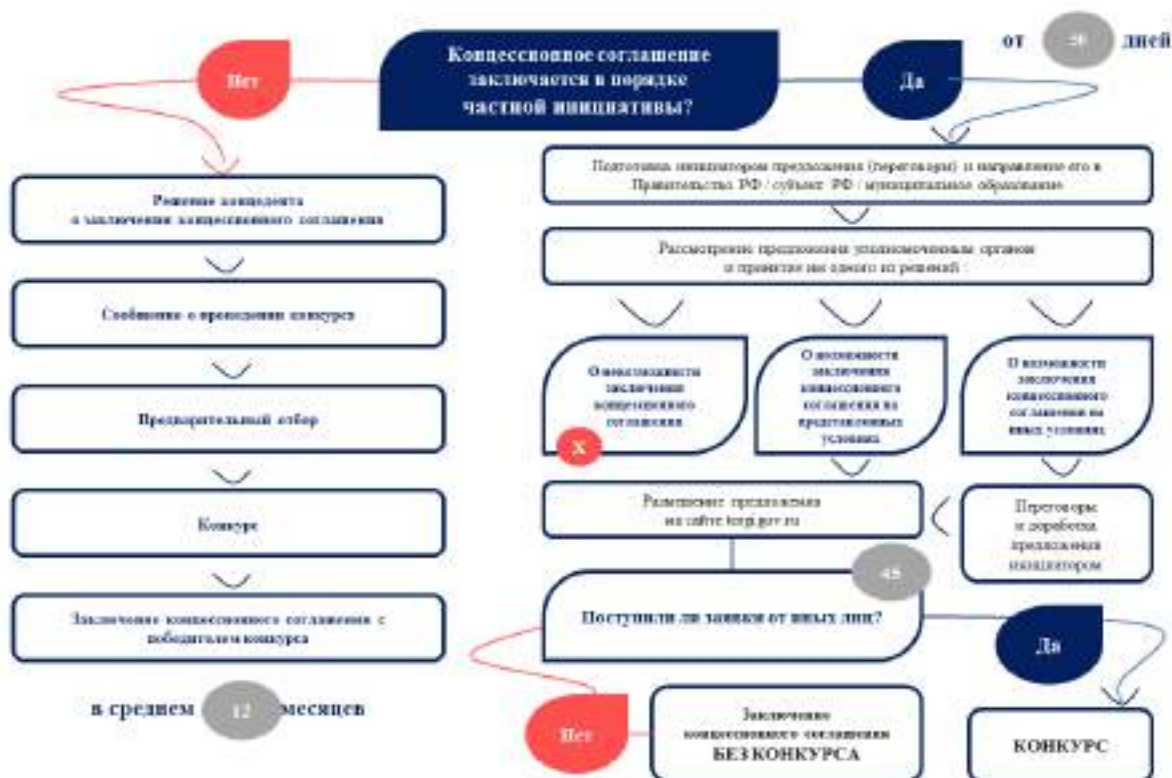 Концессионное соглашение
заключается в порядке
частной инициативы?
Нет
Да
от дней
Решение концедента
о заключении концессионного соглашения
Сообщение о проведении конкурса
Предварительный отбор
Конкурс
Заключение концессионного соглашения с
победителем конкурса
в среднем 12 месяцев
Подготовка инициатором предложения (переговоры) и направление его в
Правительство РФ / субъект РФ / муниципальное образование
Рассмотрение предложения уполномоченным органом
и принятие им одного из решений:
О невозможности
заключения
концессионного
соглашения
X
О возможности
заключения
концессионного
соглашения на
представленных
условиях
О возможности
заключения
концессионного
соглашения на
иных условиях
Размещение предложения
на сайте torgi.gov.ru
Переговоры
и доработка
предложения
инициатором
45
Поступили ли заявки от иных лиц?
Да
Нет
Заключение
концессионного соглашения
БЕЗ КОНКУРСА
КОНКУРС